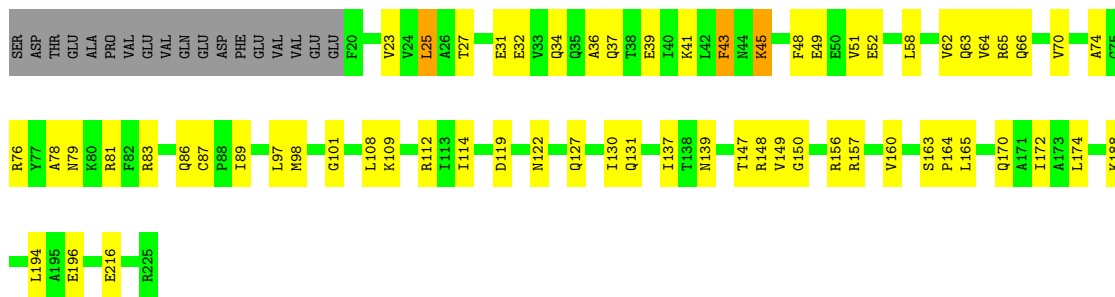 SER ASP THR GLU ALA PRO VAL GLU VAL GLN GLU ASP PHE GLU VAL VAL GLU GLU F20 V23 V24 L25 A26 T27 E31 E32 V33 Q34 Q35 A36 Q37 T38 E39 I40 K41 L42 F43 N44 K45 F48 E49 E50 V51 E52 L58 V62 Q63 V64 R65 Q66 V70 A74
R76 Y77 A78 N79 K80 R81 F82 R83 Q86 C87 P88 I89 L97 M98 G101 L108 K109 R112 I113 I114 D119 N122 Q127 I130 Q131 I137 T138 N139 T147 R148 V149 G150 R156 R157 V160 S163 P164 L165 Q170 A171 I172 A173 L174
L194 A195 E196 E216 R225